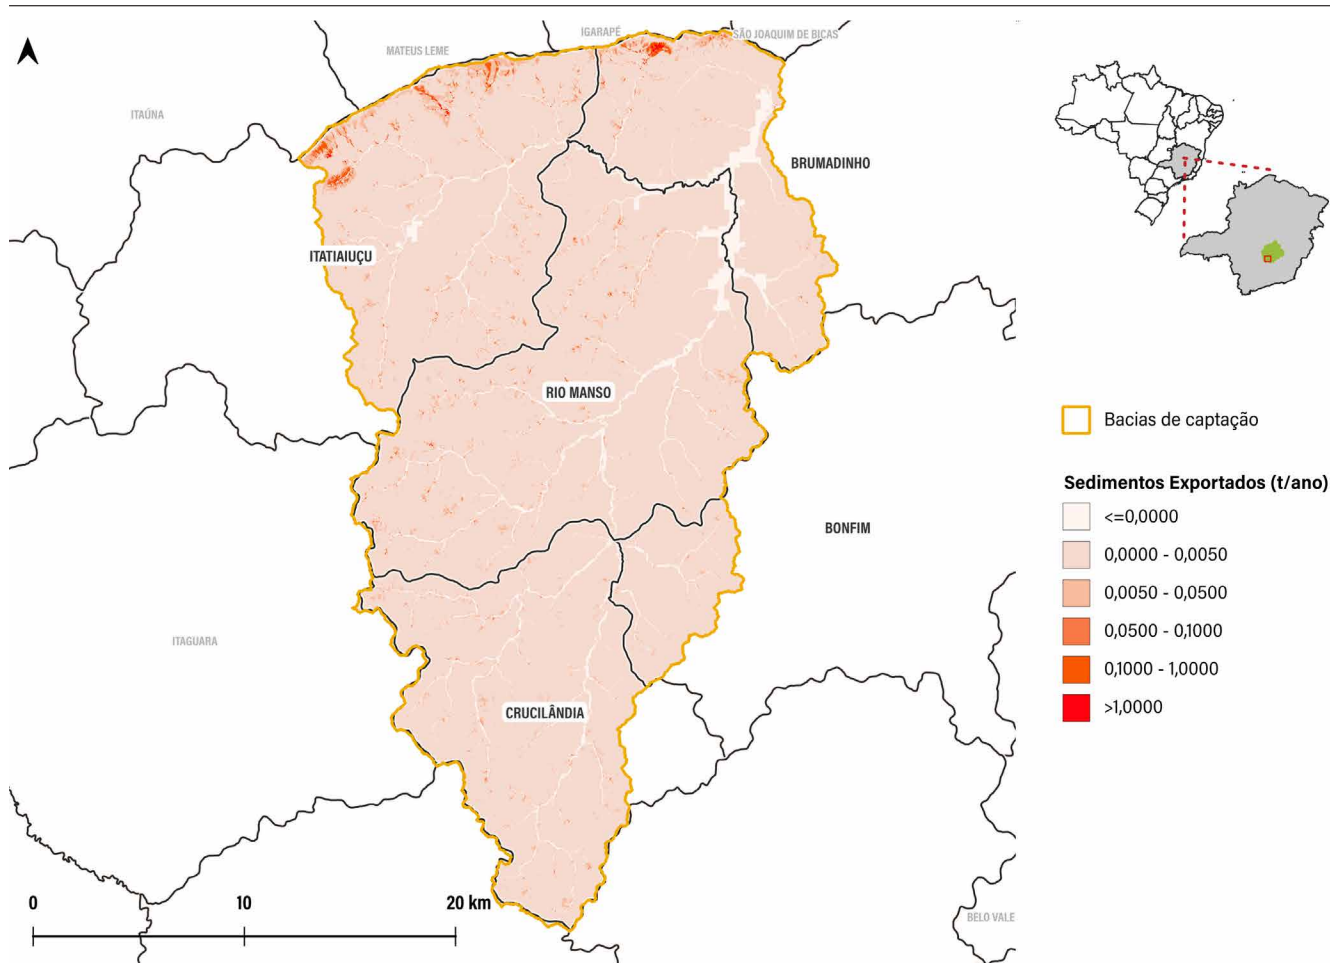 MATEUS LEME
IGARAPÉ
SÃO JOAQUIM DE BICAS
ITAÚNA
BRUMADINHO
ITATIAIUÇU
RIO MANSO
BONFIM
ITAGUARA
CRUCILÂNDIA
BELO VALE
0 10 20 km
Bacias de captação
Sedimentos Exportados (t/ano)
<=0,0000
0,0000 - 0,0050
0,0050 - 0,0500
0,0500 - 0,1000
0,1000 - 1,0000
>1,0000